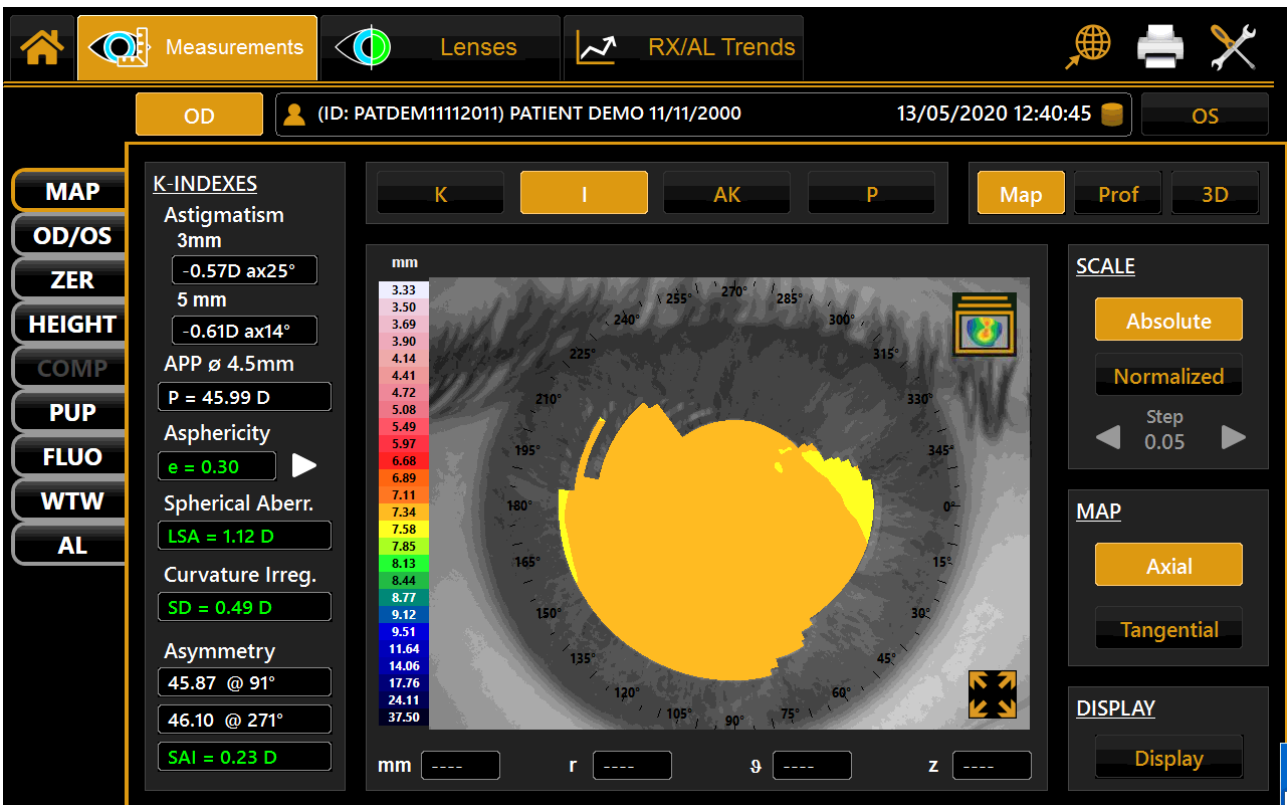 Measurements
Lenses
RX/AL Trends
OD
(ID: PATDEM11112011) PATIENT DEMO 11/11/2000
13/05/2020 12:40:45
OS
MAP
OD/OS
ZER
HEIGHT
COMP
PUP
FLUO
WTW
AL
K-INDEXES
Astigmatism
3mm
-0.57D ax25°
5 mm
-0.61D ax14°
APP ø 4.5mm
P = 45.99 D
Asphericity
e = 0.30
Spherical Aberr.
LSA = 1.12 D
Curvature Irreg.
SD = 0.49 D
Asymmetry
45.87 @ 91°
46.10 @ 271°
SAI = 0.23 D
K
I
AK
P
Map
Prof
3D
mm
3.33
3.50
3.69
3.90
4.14
4.41
4.72
5.08
5.49
5.97
6.68
6.89
7.11
7.34
7.58
7.85
8.13
8.44
8.77
9.12
9.51
11.64
14.06
17.76
24.11
37.50
255°
270°
285°
240°
300°
225°
315°
210°
330°
195°
345°
180°
0°
165°
15°
150°
30°
135°
45°
120°
60°
105°
90°
75°
mm ----
r ----
ϑ ----
z ----
SCALE
Absolute
Normalized
Step
0.05
MAP
Axial
Tangential
DISPLAY
Display